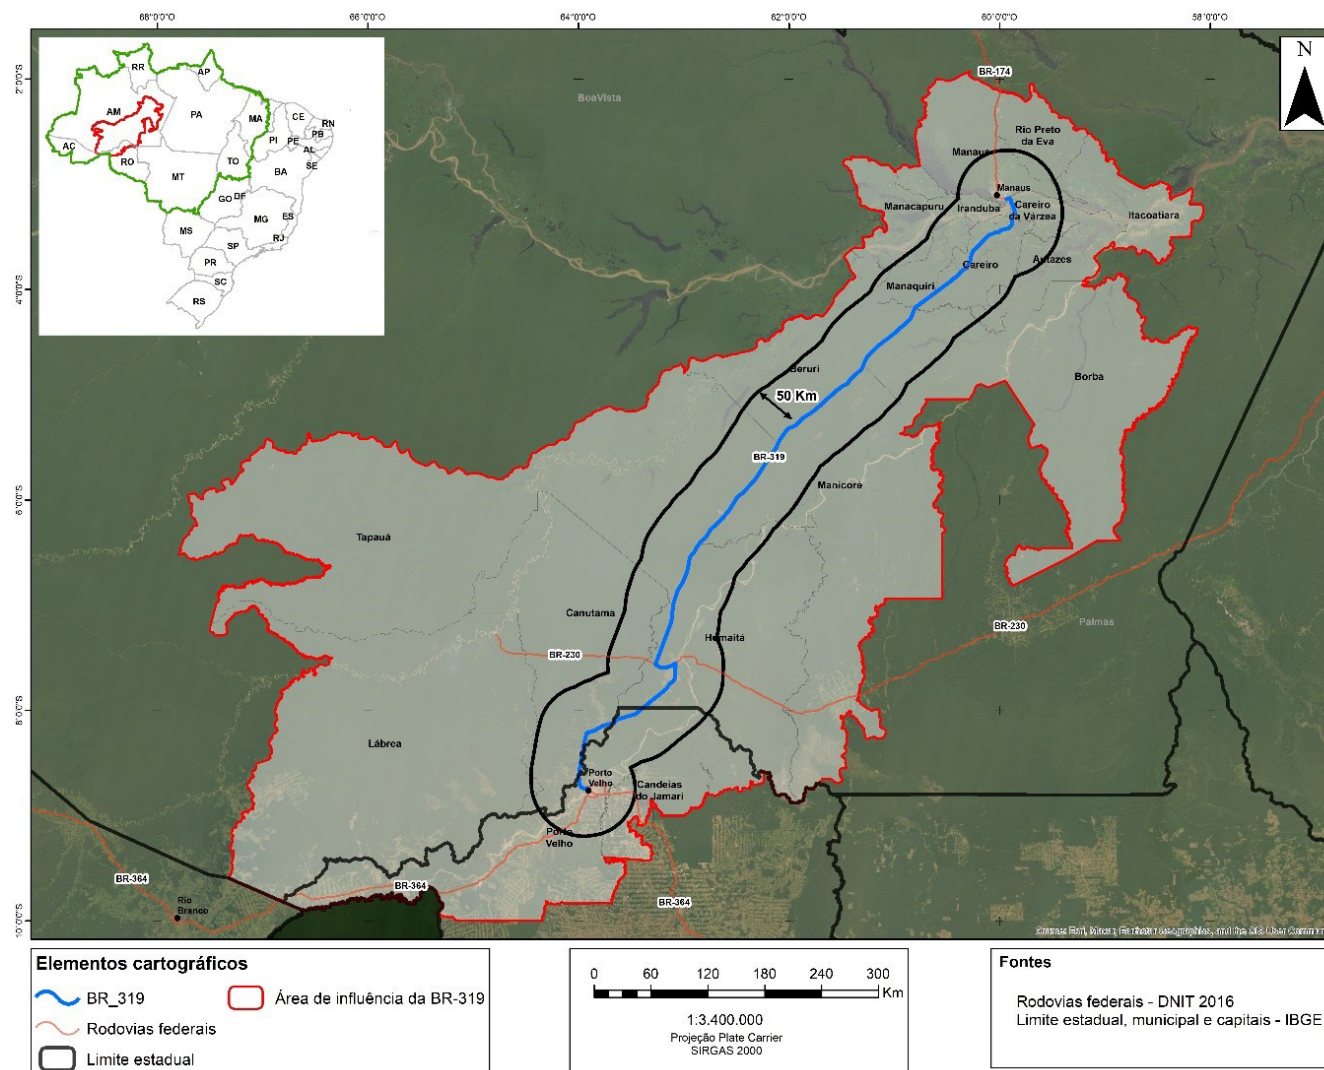 68°0'0"O 66°0'0"O 64°0'0"O 62°0'0"O 60°0'0"O 58°0'0"O
2°0'0"S
4°0'0"S
6°0'0"S
8°0'0"S
10°0'0"S
RR
AP
AM
PA
MA
CE
RN
PB
PI
PE
AL
SE
AC
RO
TO
BA
MT
GO
DF
MG
ES
MS
SP
RJ
PR
SC
RS
N
BoaVista
BR-174
Rio Preto
da Eva
Manaus
Manaus
Manacapuru
Iranduba
Careiro
da Várzea
Itacoatiara
Careiro
Autazes
Manaquiri
Beruri
Borba
50 Km
BR-319
Manicoré
Tapauá
Canutama
Humaitá
BR-230
BR-230
Palmas
Lábrea
Porto
Velho
Candeias
do Jamari
Porto
Velho
BR-364
BR-364
BR-364
Rio
Branco
Elementos cartográficos
BR_319
Área de influência da BR-319
Rodovias federais
Limite estadual
0 60 120 180 240 300
Km
1:3.400.000
Projeção Plate Carrier
SIRGAS 2000
Fontes
Rodovias federais - DNIT 2016
Limite estadual, municipal e capitais - IBGE